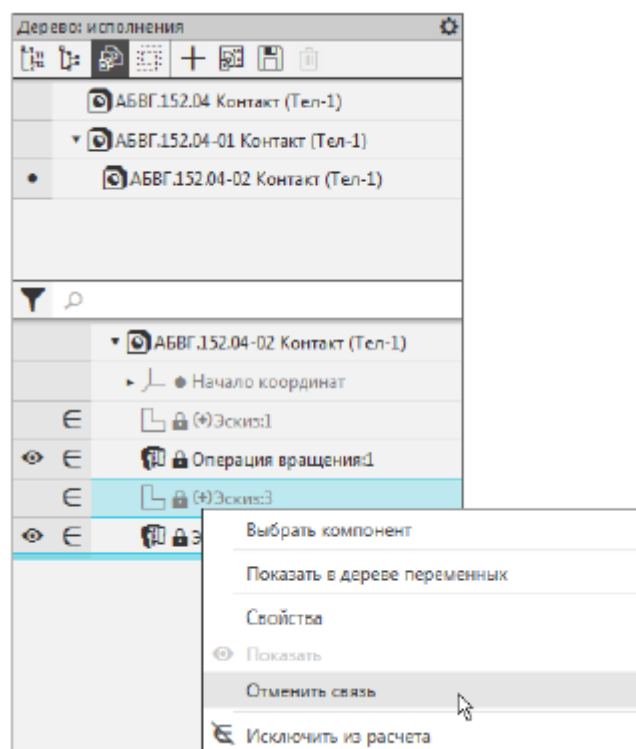 Дерево: исполнения
АБВГ.152.04 Контакт (Тел-1)
АБВГ.152.04-01 Контакт (Тел-1)
АБВГ.152.04-02 Контакт (Тел-1)
АБВГ.152.04-02 Контакт (Тел-1)
Начало координат
(+)Эскиз:1
Операция вращения:1
(+)Эскиз:3
Выбрать компонент
Показать в дереве переменных
Свойства
Показать
Отменить связь
Исключить из расчета